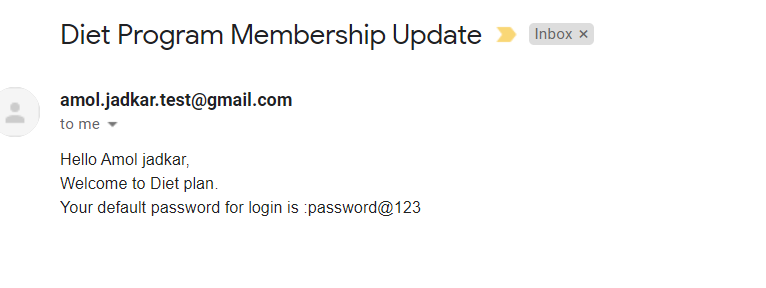 Diet Program Membership Update Inbox ×
amol.jadkar.test@gmail.com
to me
Hello Amol jadkar,
Welcome to Diet plan.
Your default password for login is :password@123